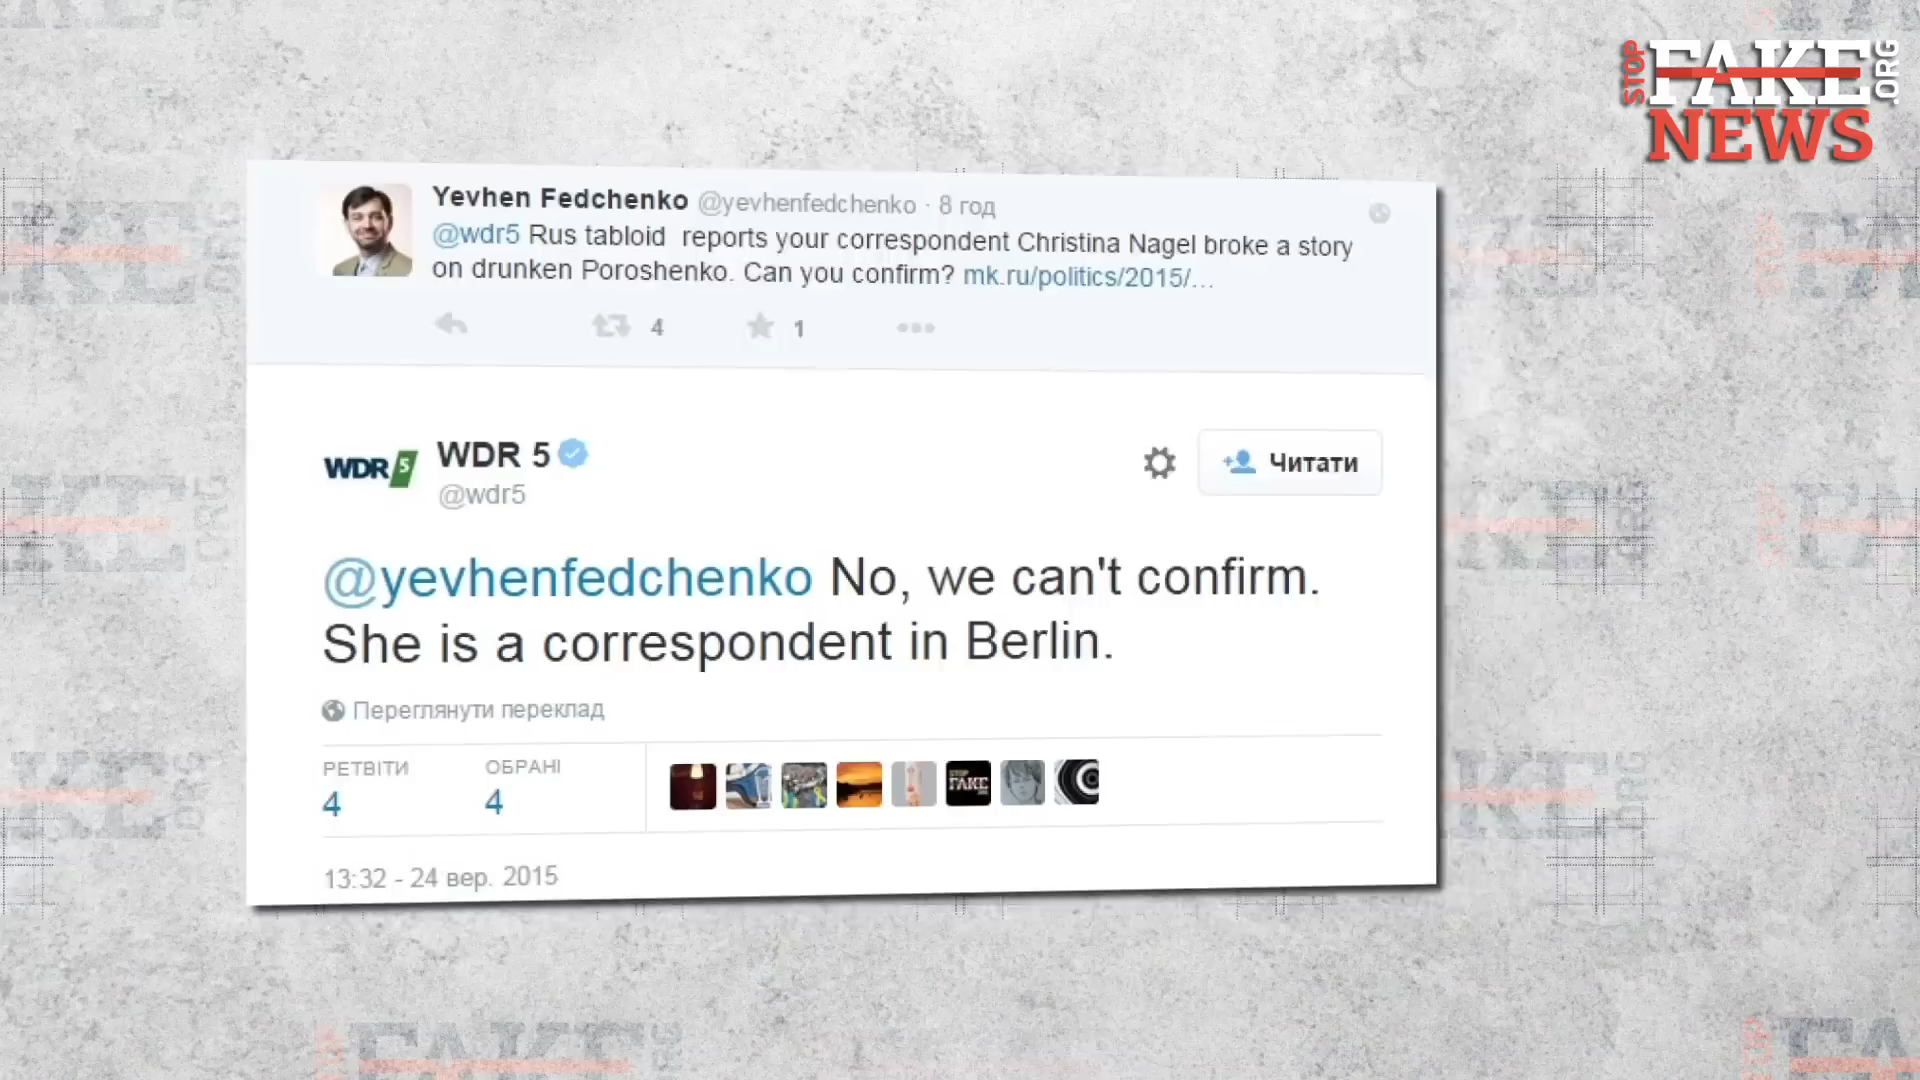 STOP FAKE .ORG
NEWS
Yevhen Fedchenko @yevhenfedchenko · 8 год
@wdr5 Rus tabloid reports your correspondent Christina Nagel broke a story
on drunken Poroshenko. Can you confirm? mk.ru/politics/2015/...
4 1
WDR 5
WDR 5
@wdr5
Читати
@yevhenfedchenko No, we can't confirm.
She is a correspondent in Berlin.
Переглянути переклад
РЕТВІТИ ОБРАНІ
4 4
STOP
FAKE
13:32 - 24 вер. 2015